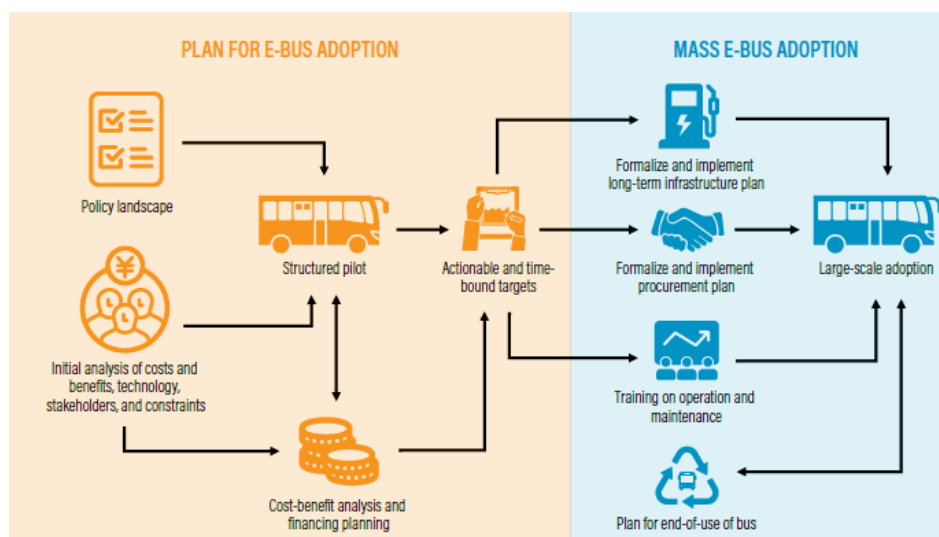 PLAN FOR E-BUS ADOPTION
MASS E-BUS ADOPTION
Policy landscape
Structured pilot
Actionable and time-
bound targets
Initial analysis of costs and
benefits, technology,
stakeholders, and constraints
¥
Cost-benefit analysis and
financing planning
Formalize and implement
long-term infrastructure plan
Formalize and implement
procurement plan
Large-scale adoption
Training on operation and
maintenance
Plan for end-of-use of bus